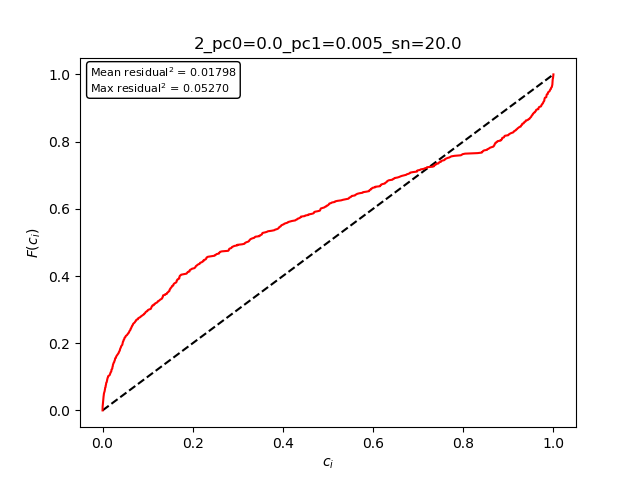 2_pc0=0.0_pc1=0.005_sn=20.0
Mean residual² = 0.01798
Max residual² = 0.05270
1.0
0.8
0.6
0.4
0.2
0.0
F(cᵢ)
0.0 0.2 0.4 0.6 0.8 1.0
cᵢ